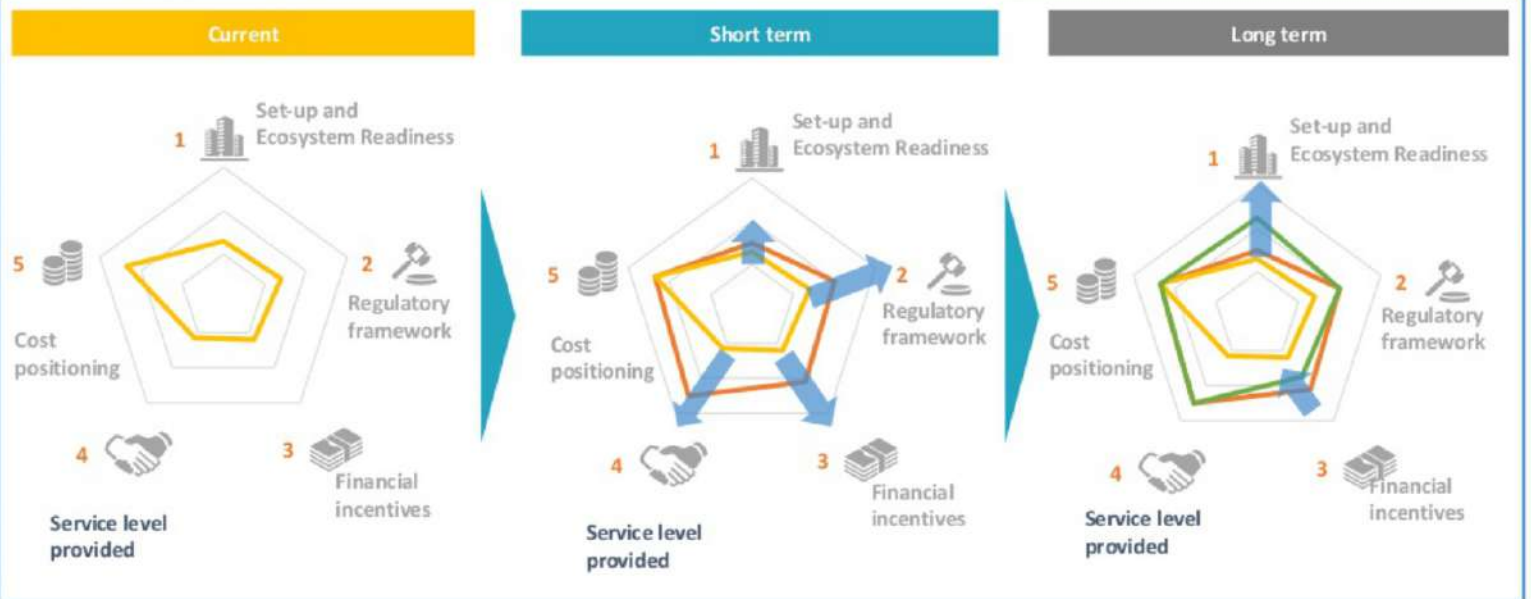 Current
Short term
Long term
1
Set-up and
Ecosystem Readiness
2
Regulatory
framework
3
Financial
incentives
4
Service level
provided
5
Cost
positioning
1
Set-up and
Ecosystem Readiness
2
Regulatory
framework
3
Financial
incentives
4
Service level
provided
5
Cost
positioning
1
Set-up and
Ecosystem Readiness
2
Regulatory
framework
3
Financial
incentives
4
Service level
provided
5
Cost
positioning